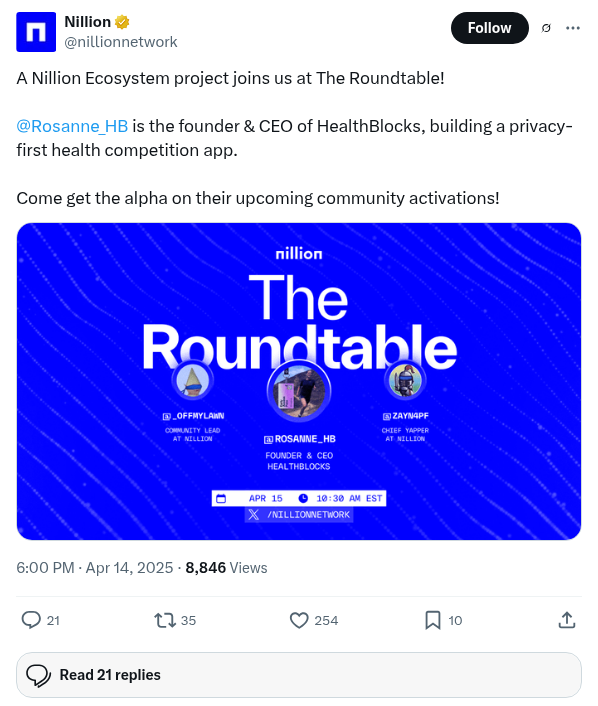 Nillion
@nillionnetwork
Follow
A Nillion Ecosystem project joins us at The Roundtable!
@Rosanne_HB is the founder & CEO of HealthBlocks, building a privacy-
first health competition app.
Come get the alpha on their upcoming community activations!
nillion
The
Roundtable
@_OFFMYLAWN
COMMUNITY LEAD
AT NILLION
@ROSANNE_HB
FOUNDER & CEO
HEALTHBLOCKS
@ZAYN4PF
CHIEF YAPPER
AT NILLION
APR 15 10:30 AM EST
X /NILLIONNETWORK
6:00 PM · Apr 14, 2025 · 8,846 Views
21 35 254 10
Read 21 replies